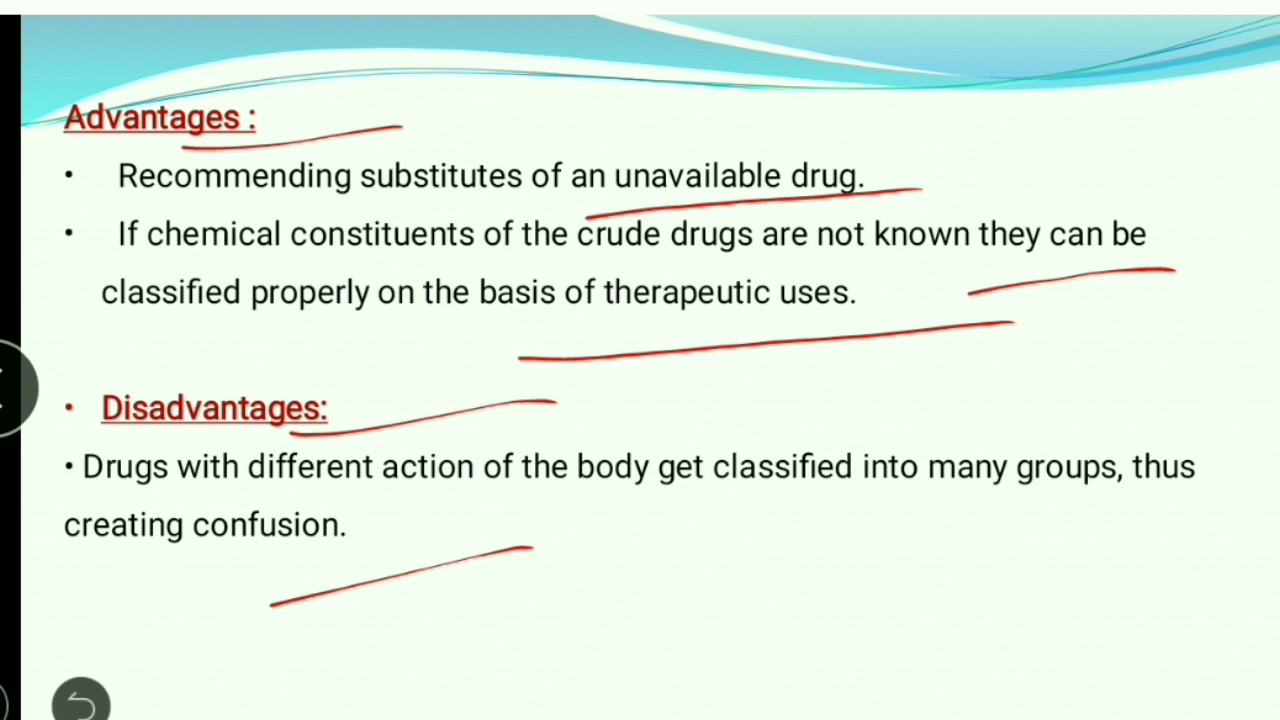 Advantages :
• Recommending substitutes of an unavailable drug.
• If chemical constituents of the crude drugs are not known they can be
classified properly on the basis of therapeutic uses.
• Disadvantages:
• Drugs with different action of the body get classified into many groups, thus
creating confusion.